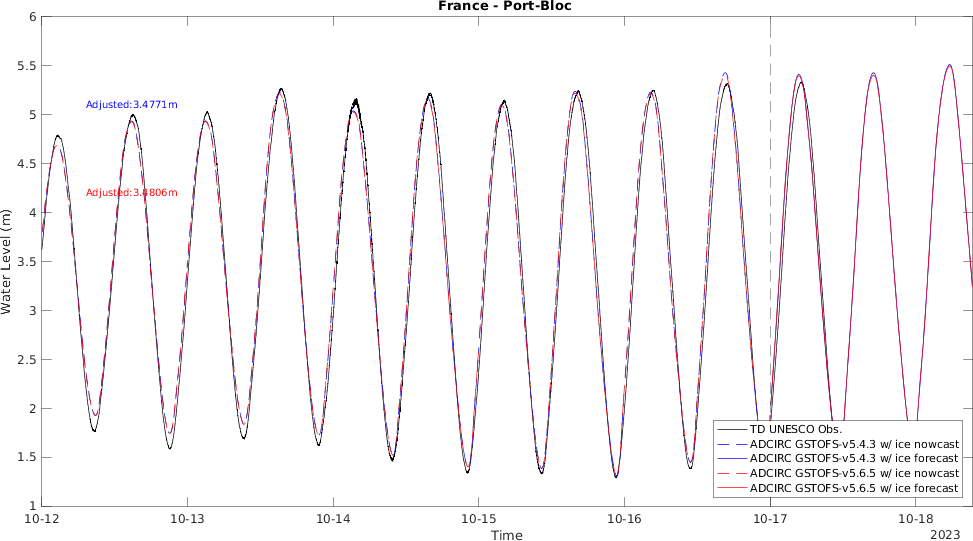 France - Port-Bloc
6
5.5
5
4.5
4
3.5
3
2.5
2
1.5
1
Water Level (m)
Adjusted:3.4771m
Adjusted:3.4806m
TD UNESCO Obs.
ADCIRC GSTOFS-v5.4.3 w/ ice nowcast
ADCIRC GSTOFS-v5.4.3 w/ ice forecast
ADCIRC GSTOFS-v5.6.5 w/ ice nowcast
ADCIRC GSTOFS-v5.6.5 w/ ice forecast
10-12 10-13 10-14 10-15 10-16 10-17 10-18
Time
2023